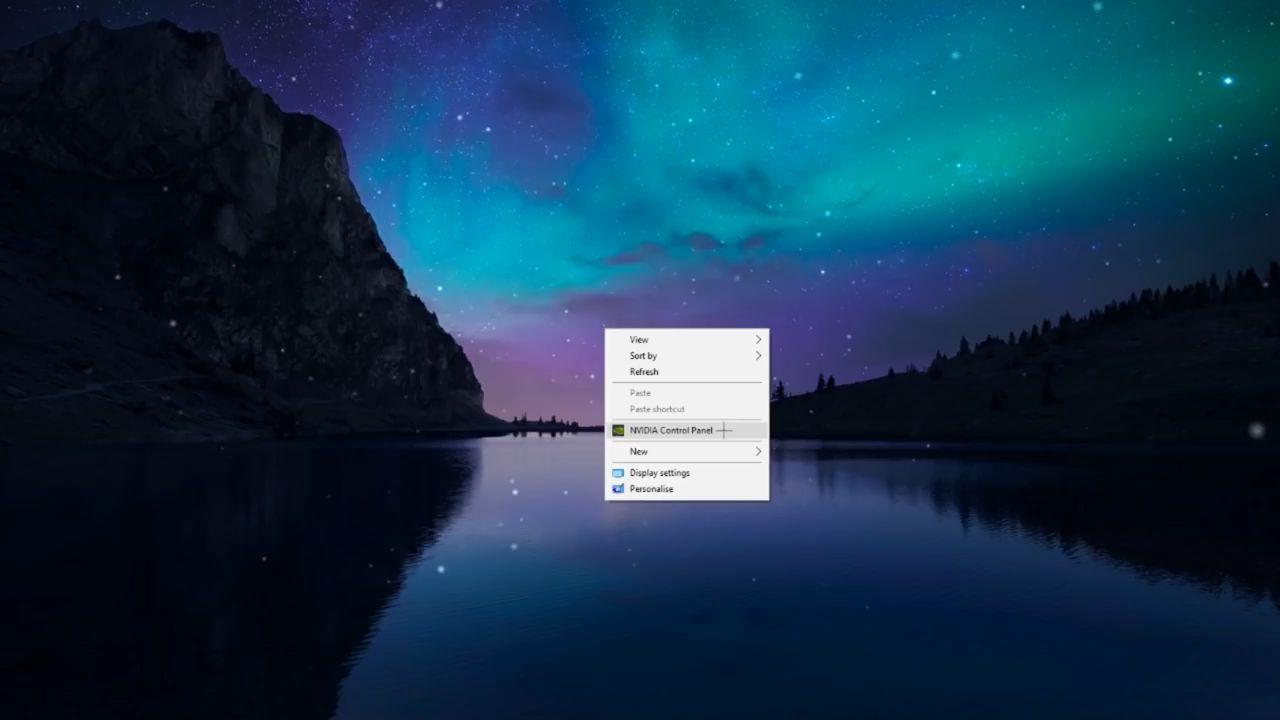 View
Sort by
Refresh
Paste
Paste shortcut
NVIDIA Control Panel
New
Display settings
Personalise